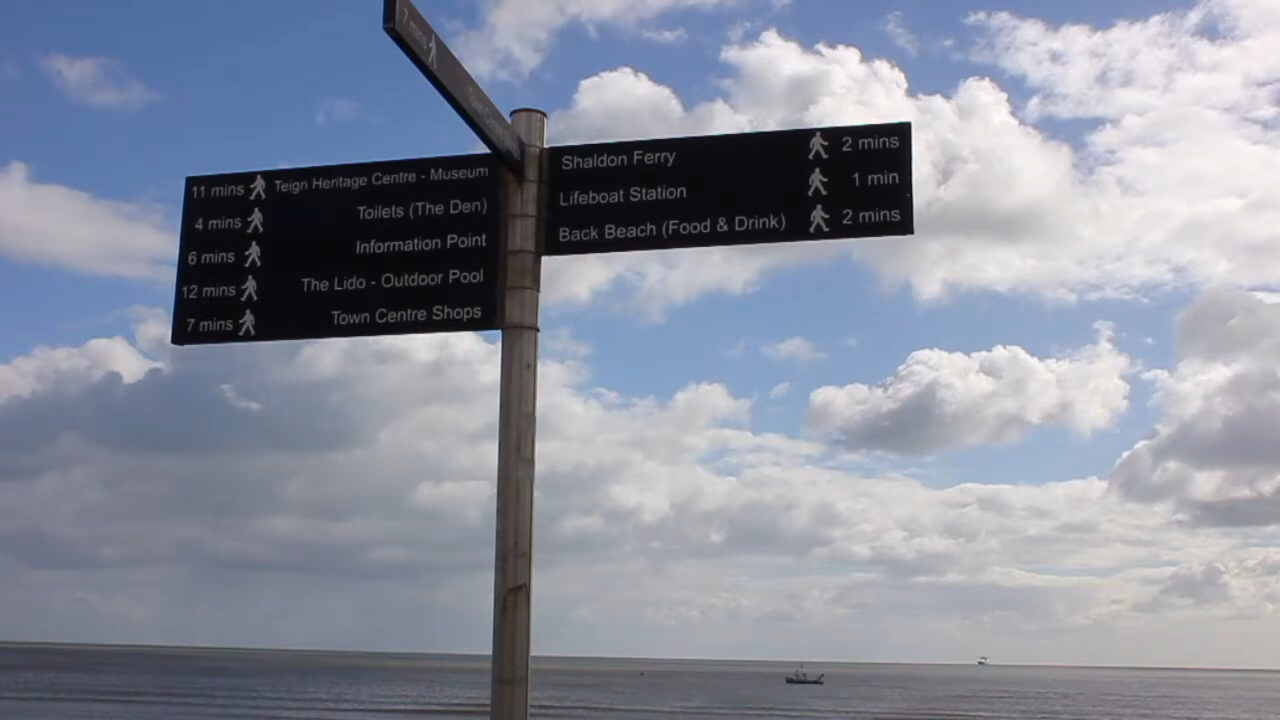 7 mins
11 mins Teign Heritage Centre - Museum
4 mins Toilets (The Den)
6 mins Information Point
12 mins The Lido - Outdoor Pool
7 mins Town Centre Shops
Shaldon Ferry 2 mins
Lifeboat Station 1 min
Back Beach (Food & Drink) 2 mins